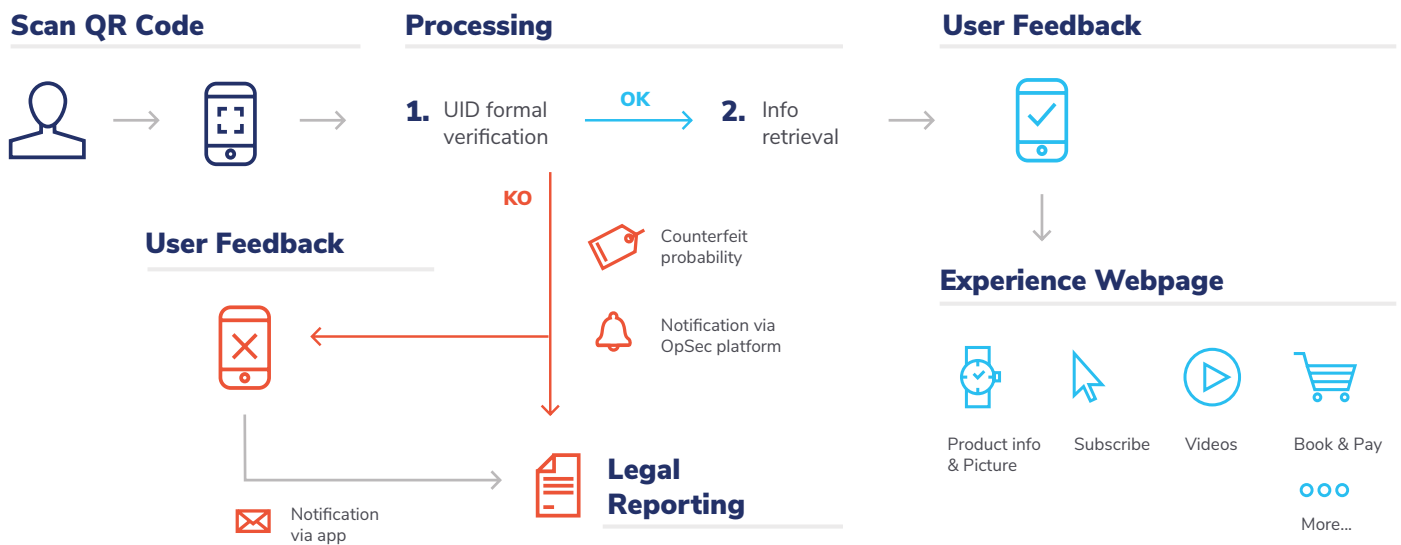 Scan QR Code
Processing
User Feedback
1. UID formal
verification
OK
2. Info
retrieval
KO
User Feedback
Counterfeit
probability
Notification via
OpSec platform
Experience Webpage
Product info
& Picture
Subscribe
Videos
Book & Pay
More...
Legal
Reporting
Notification
via app